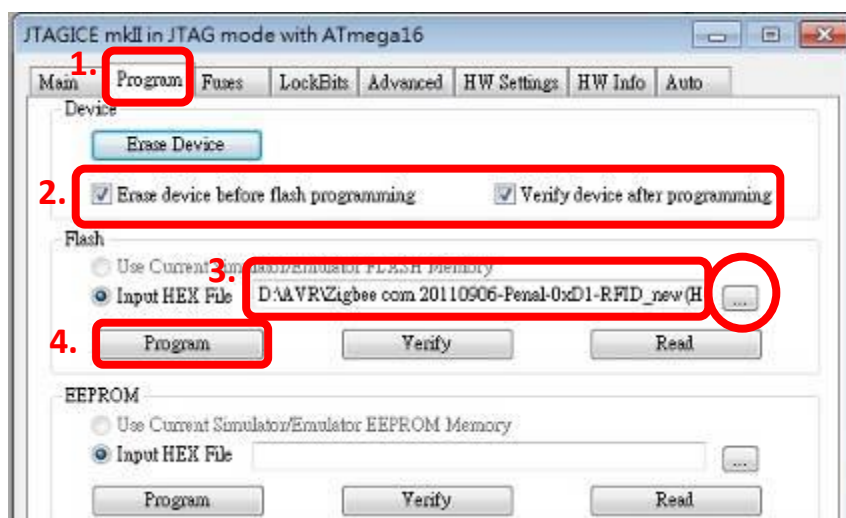 JTAGICE mkII in JTAG mode with ATmega16
1.
Main Program Fuses LockBits Advanced HW Settings HW Info Auto
Device
Erase Device
2. Erase device before flash programming Verify device after programming
Flash
Use Current Simulator/Emulator FLASH Memory
3.
Input HEX File D:\AVR\Zigbee com 20110906-Penal-0xD1-RFID_new(H ...
4. Program Verify Read
EEPROM
Use Current Simulator/Emulator EEPROM Memory
Input HEX File ...
Program Verify Read